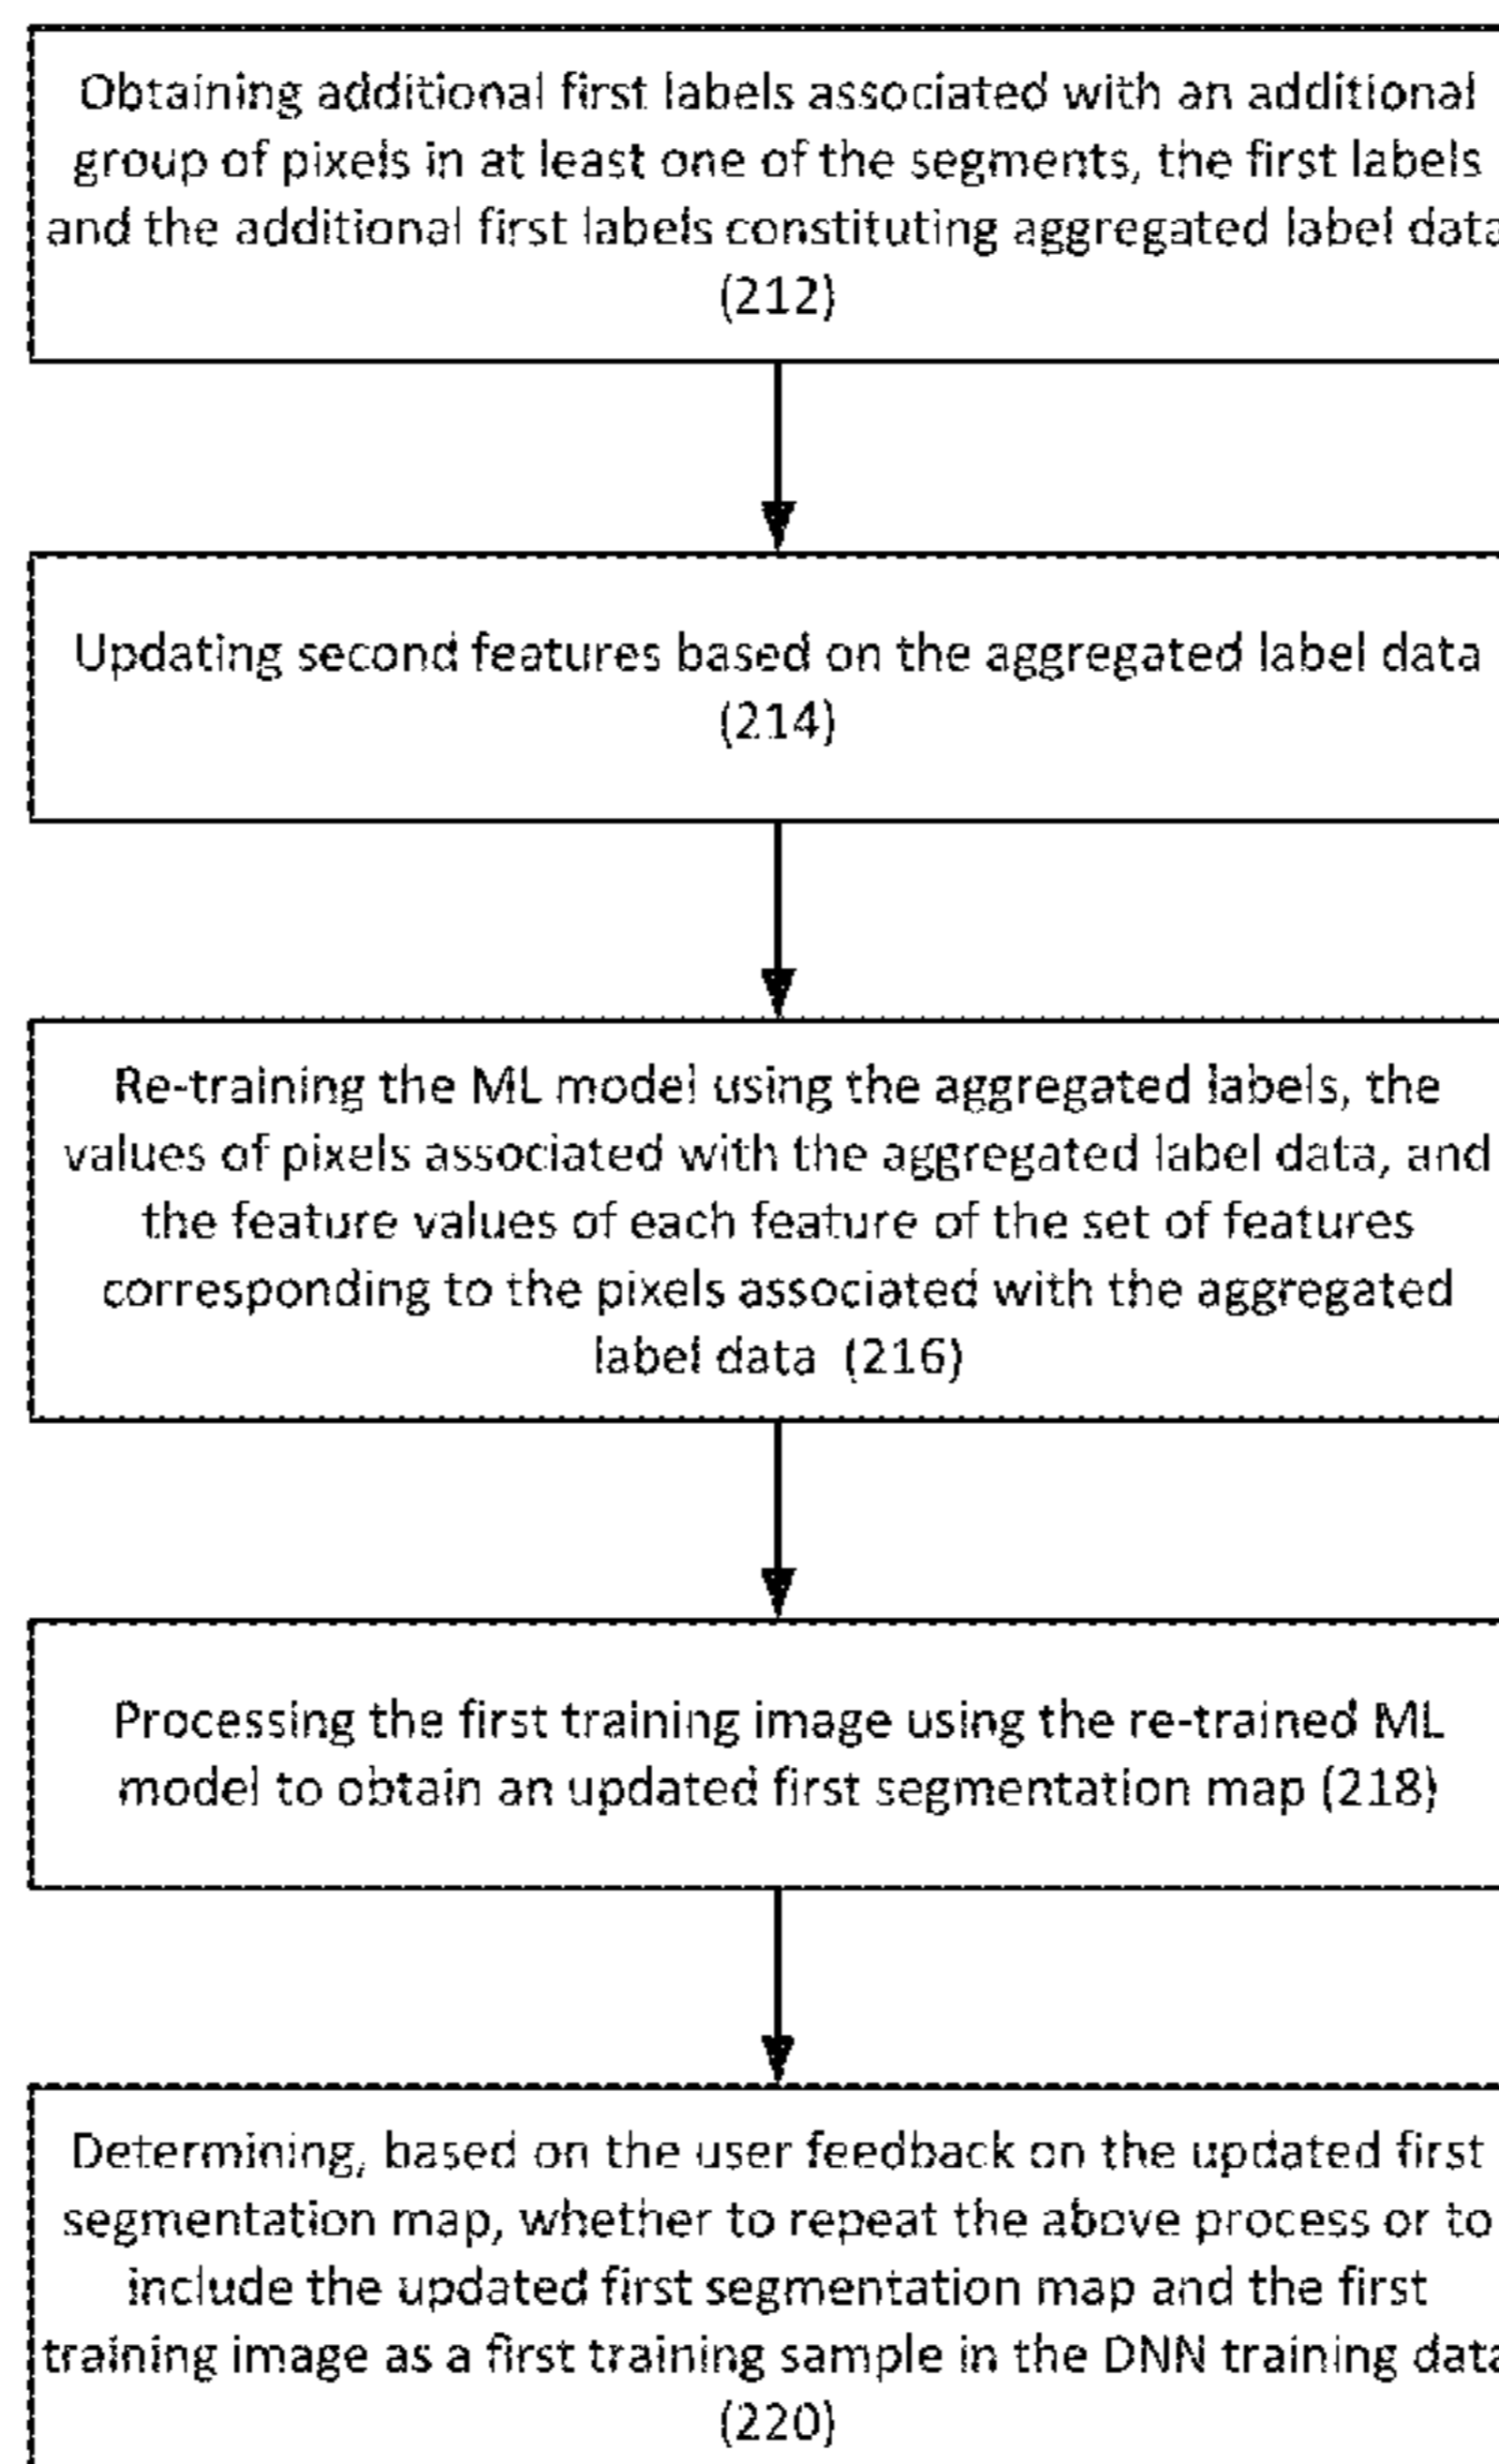 Obtaining additional first labels associated with an additional
group of pixels in at least one of the segments, the first labels
and the additional first labels constituting aggregated label data
(212)
Updating second features based on the aggregated label data
(214)
Re-training the ML model using the aggregated labels, the
values of pixels associated with the aggregated label data, and
the feature values of each feature of the set of features
corresponding to the pixels associated with the aggregated
label data (216)
Processing the first training image using the re-trained ML
model to obtain an updated first segmentation map (218)
Determining, based on the user feedback on the updated first
segmentation map, whether to repeat the above process or to
include the updated first segmentation map and the first
training image as a first training sample in the DNN training data
(220)